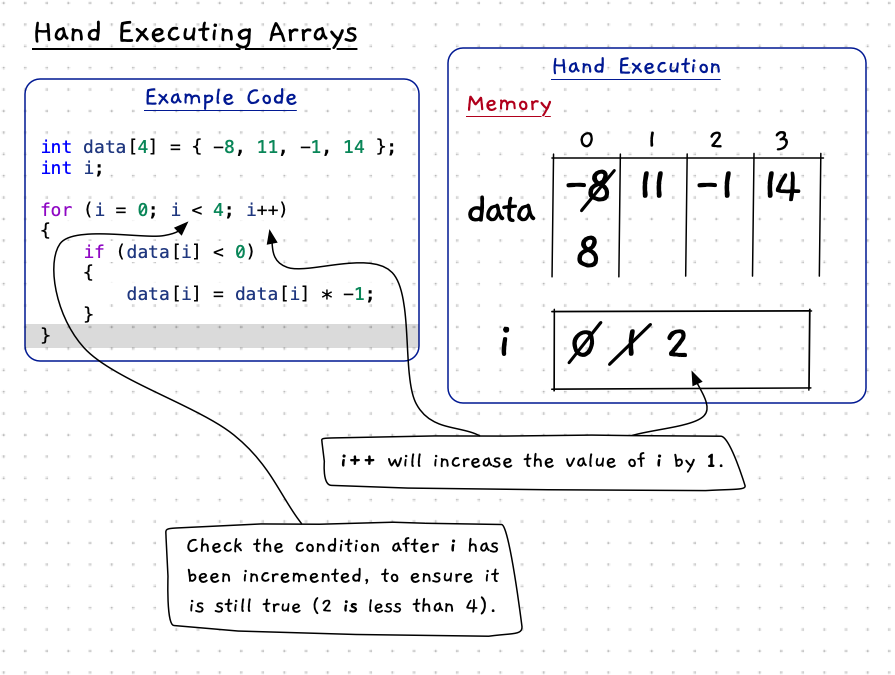 Hand Executing Arrays
Example Code
int data[4] = { -8, 11, -1, 14 };
int i;
for (i = 0; i < 4; i++)
{
if (data[i] < 0)
{
data[i] = data[i] * -1;
}
}
Hand Execution
Memory
0 1 2 3
data -8 11 -1 14
8
i 0 1 2
i++ will increase the value of i by 1.
Check the condition after i has
been incremented, to ensure it
is still true (2 is less than 4).